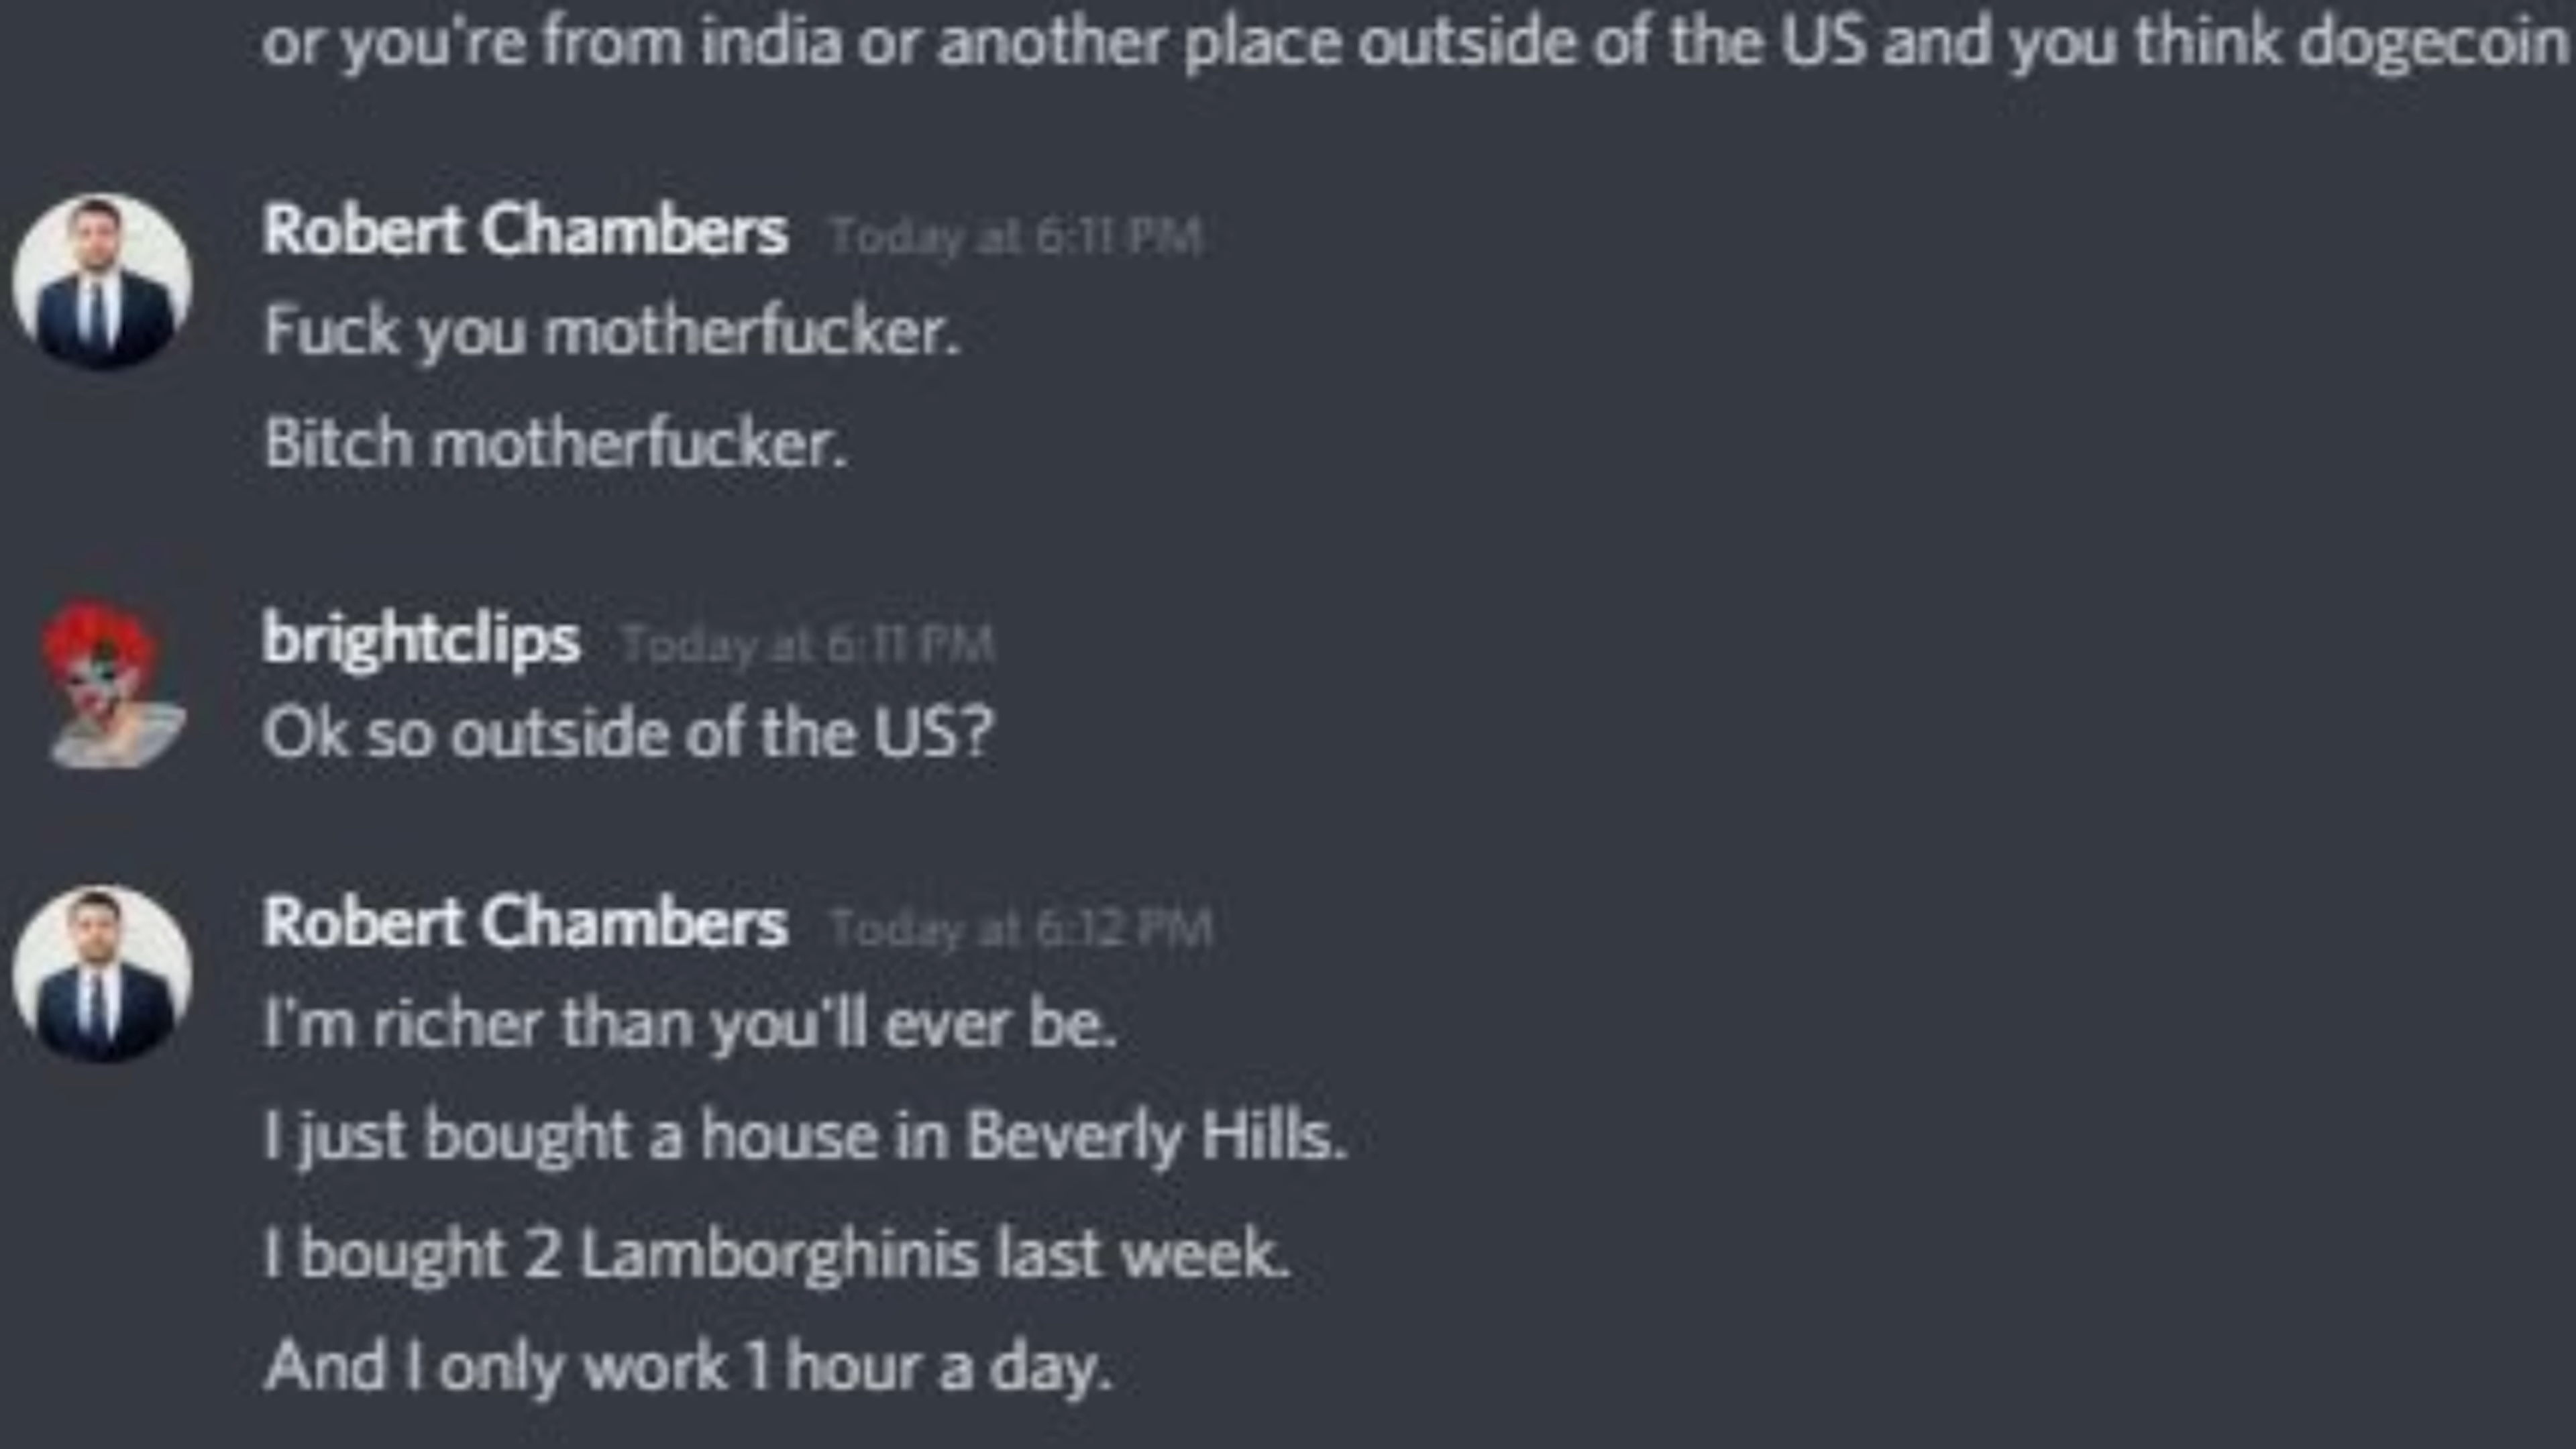 or you're from india or another place outside of the US and you think dogecoin
Robert Chambers Today at 6:11 PM
Fuck you motherfucker.
Bitch motherfucker.
brightclips Today at 6:11 PM
Ok so outside of the US?
Robert Chambers Today at 6:12 PM
I'm richer than you'll ever be.
I just bought a house in Beverly Hills.
I bought 2 Lamborghinis last week.
And I only work 1 hour a day.